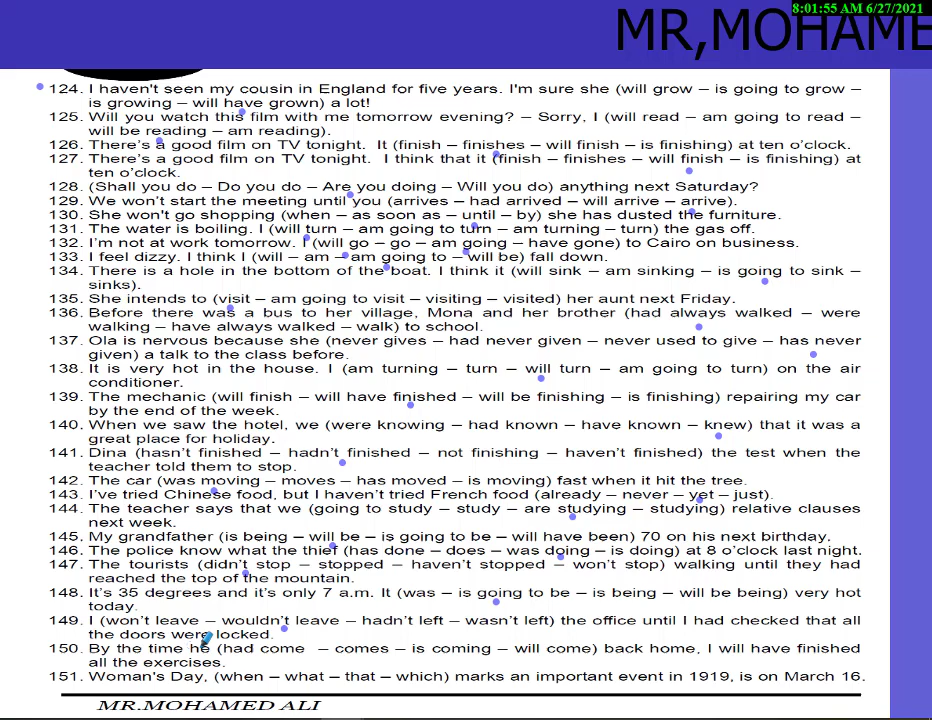 8:01:55 AM 6/27/2021
MR,MOHAME
124. I haven't seen my cousin in England for five years. I'm sure she (will grow – is going to grow –
is growing – will have grown) a lot!
125. Will you watch this film with me tomorrow evening? – Sorry, I (will read – am going to read –
will be reading – am reading).
126. There's a good film on TV tonight. It (finish – finishes – will finish – is finishing) at ten o'clock.
127. There's a good film on TV tonight. I think that it (finish – finishes – will finish – is finishing) at
ten o'clock.
128. (Shall you do – Do you do – Are you doing – Will you do) anything next Saturday?
129. We won't start the meeting until you (arrives – had arrived – will arrive – arrive).
130. She won't go shopping (when – as soon as – until – by) she has dusted the furniture.
131. The water is boiling. I (will turn – am going to turn – am turning – turn) the gas off.
132. I'm not at work tomorrow. I (will go – go – am going – have gone) to Cairo on business.
133. I feel dizzy. I think I (will – am – am going to – will be) fall down.
134. There is a hole in the bottom of the boat. I think it (will sink – am sinking – is going to sink –
sinks).
135. She intends to (visit – am going to visit – visiting – visited) her aunt next Friday.
136. Before there was a bus to her village, Mona and her brother (had always walked – were
walking – have always walked – walk) to school.
137. Ola is nervous because she (never gives – had never given – never used to give – has never
given) a talk to the class before.
138. It is very hot in the house. I (am turning – turn – will turn – am going to turn) on the air
conditioner.
139. The mechanic (will finish – will have finished – will be finishing – is finishing) repairing my car
by the end of the week.
140. When we saw the hotel, we (were knowing – had known – have known – knew) that it was a
great place for holiday.
141. Dina (hasn't finished – hadn't finished – not finishing – haven't finished) the test when the
teacher told them to stop.
142. The car (was moving – moves – has moved – is moving) fast when it hit the tree.
143. I've tried Chinese food, but I haven't tried French food (already – never – yet – just).
144. The teacher says that we (going to study – study – are studying – studying) relative clauses
next week.
145. My grandfather (is being – will be – is going to be – will have been) 70 on his next birthday.
146. The police know what the thief (has done – does – was doing – is doing) at 8 o'clock last night.
147. The tourists (didn't stop – stopped – haven't stopped – won't stop) walking until they had
reached the top of the mountain.
148. It's 35 degrees and it's only 7 a.m. It (was – is going to be – is being – will be being) very hot
today.
149. I (won't leave – wouldn't leave – hadn't left – wasn't left) the office until I had checked that all
the doors were locked.
150. By the time he (had come – comes – is coming – will come) back home, I will have finished
all the exercises.
151. Woman's Day, (when – what – that – which) marks an important event in 1919, is on March 16.
MR.MOHAMED ALI